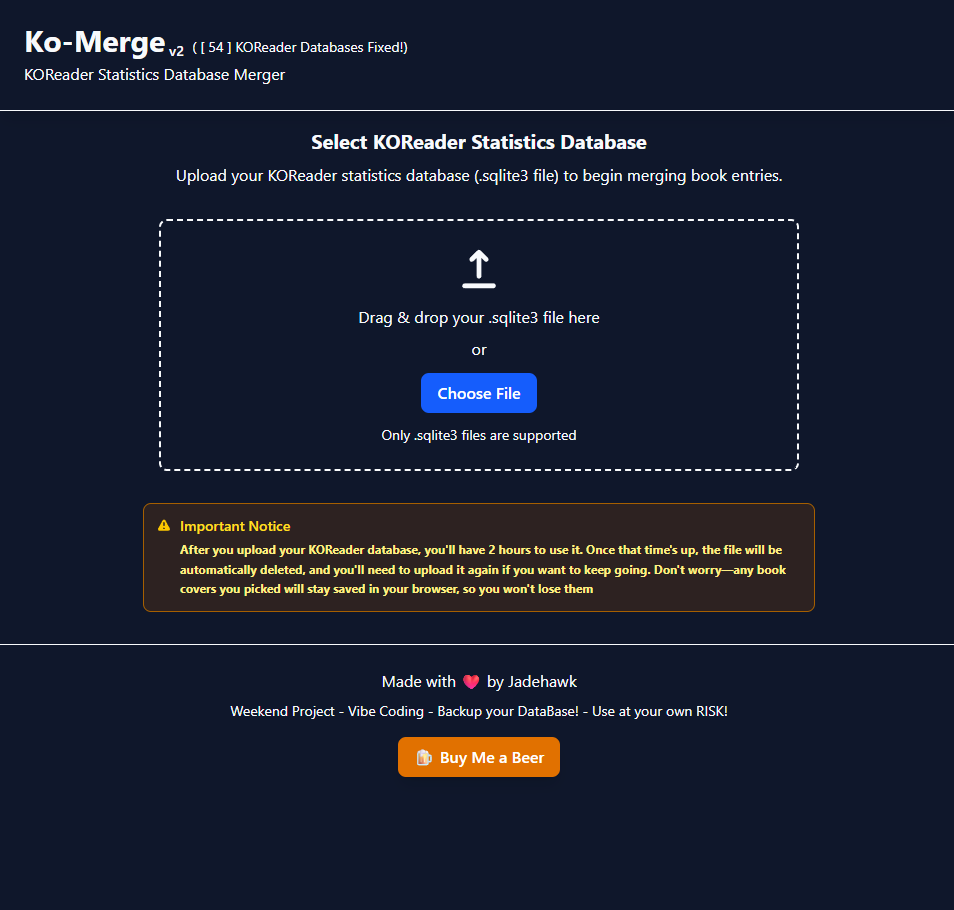 Ko-Merge v2 ( [ 54 ] KOReader Databases Fixed!)
KOReader Statistics Database Merger
Select KOReader Statistics Database
Upload your KOReader statistics database (.sqlite3 file) to begin merging book entries.
Drag & drop your .sqlite3 file here
or
Choose File
Only .sqlite3 files are supported
Important Notice
After you upload your KOReader database, you'll have 2 hours to use it. Once that time's up, the file will be
automatically deleted, and you'll need to upload it again if you want to keep going. Don't worry—any book
covers you picked will stay saved in your browser, so you won't lose them
Made with ❤️ by Jadehawk
Weekend Project - Vibe Coding - Backup your DataBase! - Use at your own RISK!
🍺 Buy Me a Beer